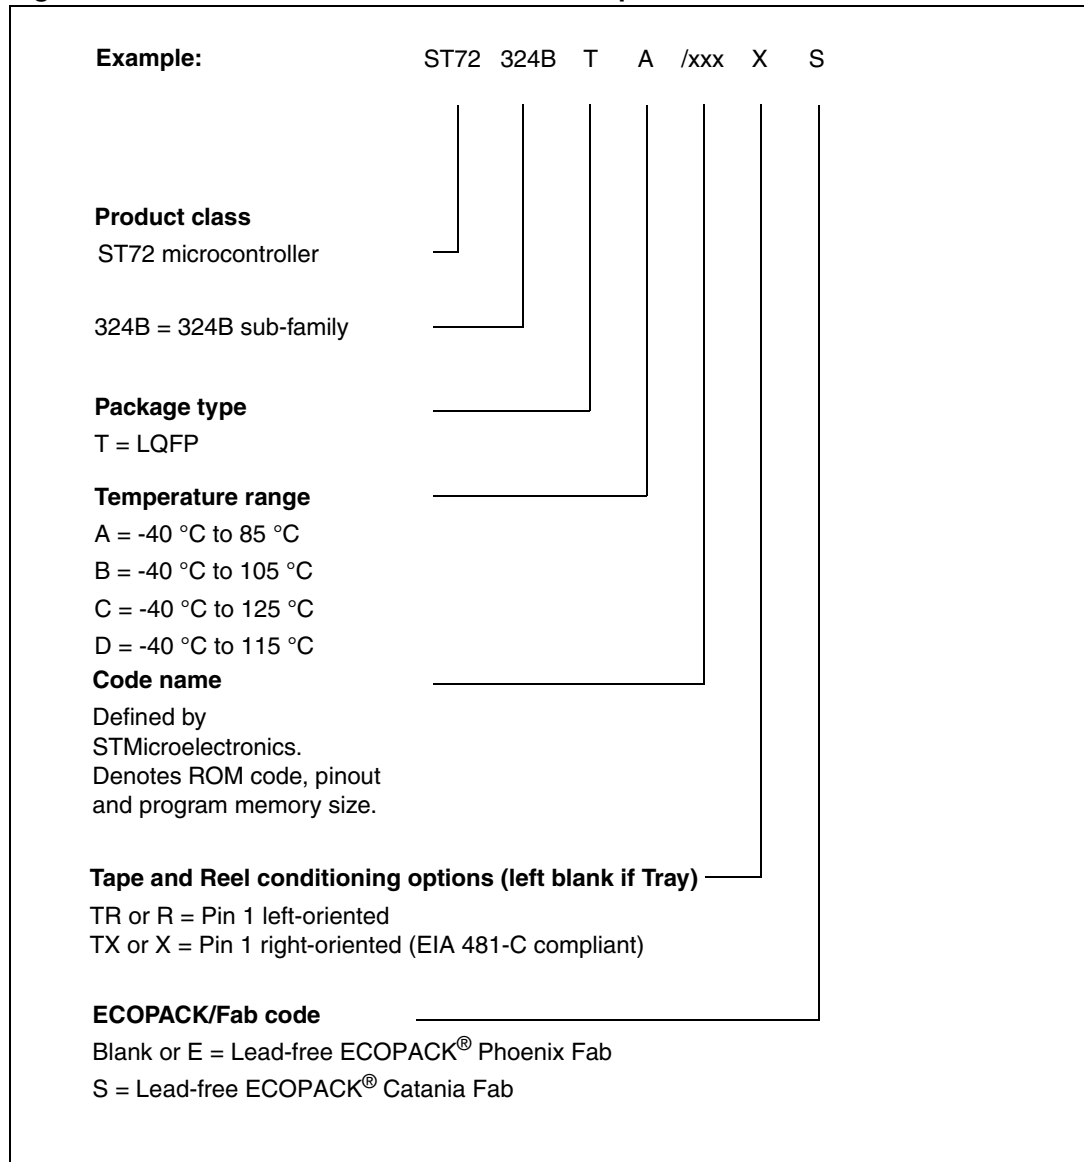 Example: ST72 324B T A /xxx X S
Product class
ST72 microcontroller
324B = 324B sub-family
Package type
T = LQFP
Temperature range
A = -40 °C to 85 °C
B = -40 °C to 105 °C
C = -40 °C to 125 °C
D = -40 °C to 115 °C
Code name
Defined by
STMicroelectronics.
Denotes ROM code, pinout
and program memory size.
Tape and Reel conditioning options (left blank if Tray)
TR or R = Pin 1 left-oriented
TX or X = Pin 1 right-oriented (EIA 481-C compliant)
ECOPACK/Fab code
Blank or E = Lead-free ECOPACK® Phoenix Fab
S = Lead-free ECOPACK® Catania Fab